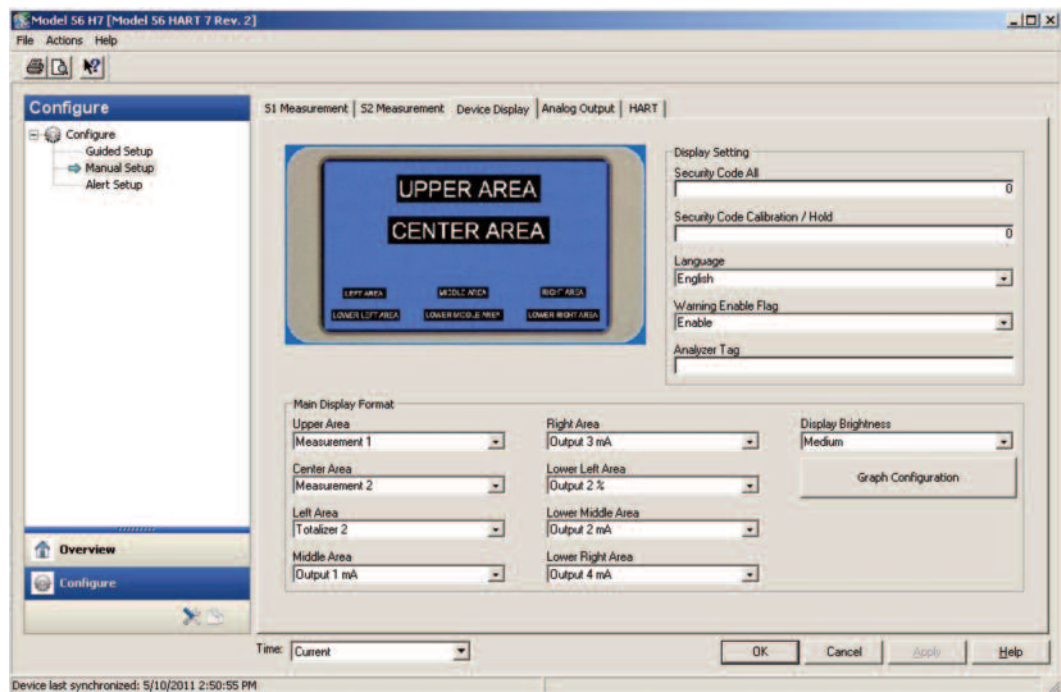 Model 56 H7 [Model 56 HART 7 Rev. 2]
File Actions Help
Configure
Configure
Guided Setup
Manual Setup
Alert Setup
Overview
Configure
S1 Measurement S2 Measurement Device Display Analog Output HART
UPPER AREA
CENTER AREA
LEFT AREA MIDDLE AREA RIGHT AREA
LOWER LEFT AREA LOWER MIDDLE AREA LOWER RIGHT AREA
Display Setting
Security Code All
0
Security Code Calibration / Hold
0
Language
English
Warning Enable Flag
Enable
Analyzer Tag
Main Display Format
Upper Area
Measurement 1
Center Area
Measurement 2
Left Area
Totalizer 2
Middle Area
Output 1 mA
Right Area
Output 3 mA
Lower Left Area
Output 2 %
Lower Middle Area
Output 2 mA
Lower Right Area
Output 4 mA
Display Brightness
Medium
Graph Configuration
Time: Current
OK Cancel Apply Help
Device last synchronized: 5/10/2011 2:50:55 PM